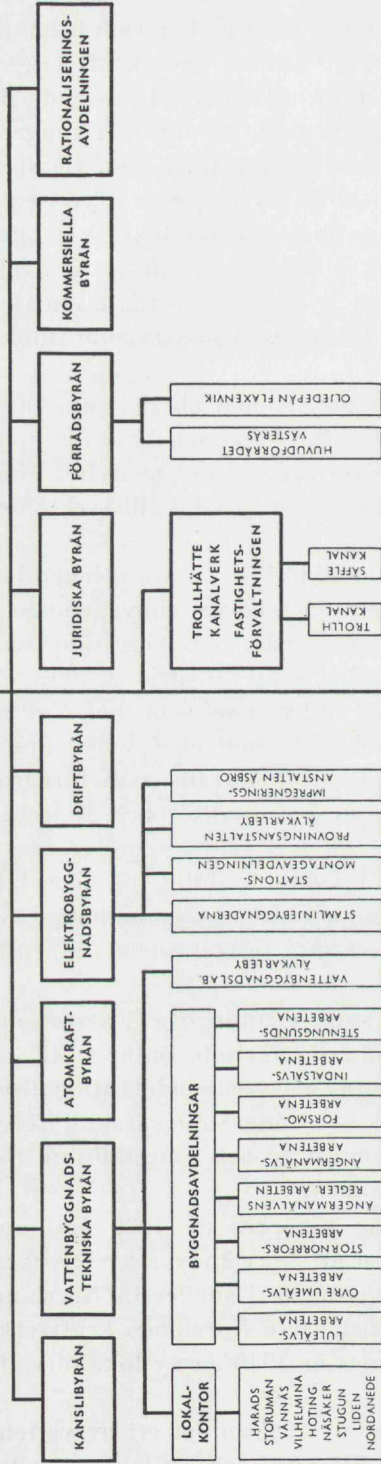 KANSLIBYRÅN
VATTENBYGGNADS-
TEKNISKA BYRÅN
ATOMKRAFT-
BYRÅN
ELEKTROBYGG-
NADSBYRÅN
DRIFTBYRÅN
JURIDISKA BYRÅN
FÖRRÅDSBYRÅN
KOMMERSIELLA
BYRÅN
RATIONALISERINGS-
AVDELNINGEN
LOKAL-
KONTOR
HARADS
STORUMAN
VÄNNÄS
VILHELMINA
HOTING
NÄSÅKER
STUGUN
LIDEN
NORDANEDE
BYGGNADSAVDELNINGAR
LULEÄLVS-
ARBETENA
ÖVRE UMEÄLVS-
ARBETENA
STORNORRFORS-
ARBETENA
ÅNGERMANÄLVENS
REGLER. ARBETEN
ÅNGERMANÄLVS-
ARBETENA
FORSMO-
ARBETENA
INDALSÄLVS-
ARBETENA
STENUNGSUNDS-
ARBETENA
VATTENBYGGNADSLAB.
ÄLVKARLEBY
STAMLINJEBYGGNADERNA
STATIONS-
MONTAGEAVDELNINGEN
PROVNINGSANSTALTEN
ÄLVKARLEBY
IMPREGNERINGS-
ANSTALTEN ÅSBRO
TROLLHÄTTE
KANALVERK
FASTIGHETS-
FÖRVALTNINGEN
TROLLH
KANAL
SÄFFLE
KANAL
HUVUDFÖRRÅDET
VÄSTERÅS
OLJEDEPÅN FLAXENVIK